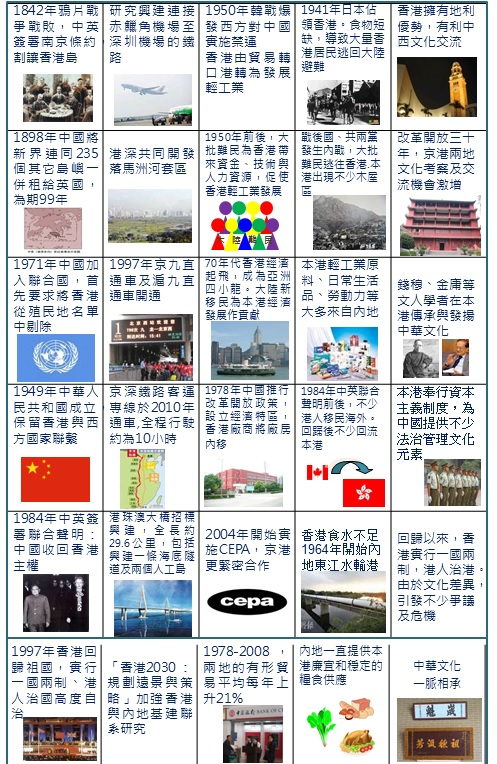 1842年鴉片戰
爭戰敗，中英
簽署南京條約
割讓香港島
研究興建連接
赤鱲角機場至
深圳機場的鐵
路
1950年韓戰爆
發西方對中國
實施禁運
香港由貿易轉口
港轉為發展
輕工業
1941年日本佔
領香港。食物短
缺，導致大量香
港居民逃回大陸
避難
香港擁有地利
優勢，有利中
西文化交流
1898年中國將
新界連同235
個其它島嶼一
併租給英國，
為期99年
港深共同開發
落馬洲河套區
1950年前後，大
批難民為香港帶
來資金、技術與
人力資源，促使
香港輕工業發展
大陸難民
戰後國、共兩黨
發生內戰，大批
難民逃往香港.本
港出現不少木屋
區
改革開放三十
年，京港兩地
文化考察及交
流機會激增
1971年中國加
入聯合國，首
先要求將香港
從殖民地名單
中剔除
1997年京九直
通車及滬九直
通車開通
70年代香港經濟
起飛，成為亞洲
四小龍。大陸新
移民為本港經濟
發展作貢獻
本港輕工業原
料、日常生活
品、勞動力等
大多來自內地
錢穆、金庸等
文人學者在本
港傳承與發揚
中華文化
1949年中華人
民共和國成立
保留香港與西
方國家聯繫
京深鐵路客運
專線於2010年
通車,全程行駛
約為10小時
1978年中國推行
改革開放政策，
設立經濟特區，
香港廠商將廠房
內移
1984年中英聯合
聲明前後，不少
港人移民海外。
回歸後不少回流
本港
本港奉行資本
主義制度，為
中國提供不少
法治管理文化
元素
1984年中英簽
署聯合聲明：
中國收回香港
主權
港珠澳大橋招標
興建，全長約
29.6公里，包括
興建一條海底隧
道及兩個人工島
2004年開始實
施CEPA，京港
更緊密合作
cepa
香港食水不足
1964年開始內
地東江水輸港
回歸以來，香
港實行一國兩
制，港人治港。
由於文化差異，
引發不少爭議
及危機
1997年香港回
歸祖國，實行
一國兩制、港
人治國高度自
治
「香港2030：
規劃遠景與策
略」加強香港
與內地基建聯
系研究
1978-2008，
兩地的有形貿
易平均每年上
升21%
內地一直提供本
港廉宜和穩定的
糧食供應
中華文化
一脈相承